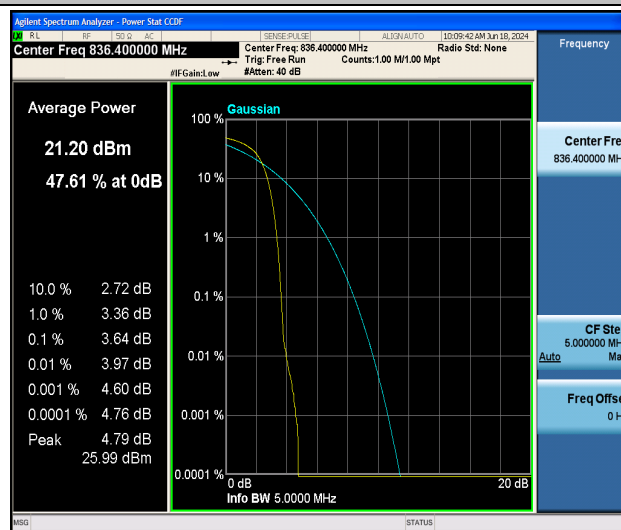 Agilent Spectrum Analyzer - Power Stat CCDF
LXI RL RF 50 Ω AC SENSE:PULSE ALIGN AUTO 10:09:42 AM Jun 18, 2024
Center Freq 836.400000 MHz
Center Freq: 836.400000 MHz Radio Std: None
Trig: Free Run Counts:1.00 M/1.00 Mpt
#IFGain:Low #Atten: 40 dB
Frequency
Average Power
21.20 dBm
47.61 % at 0dB
10.0 % 2.72 dB
1.0 % 3.36 dB
0.1 % 3.64 dB
0.01 % 3.97 dB
0.001 % 4.60 dB
0.0001 % 4.76 dB
Peak 4.79 dB
25.99 dBm
Gaussian
100 %
10 %
1 %
0.1 %
0.01 %
0.001 %
0.0001 %
0 dB 20 dB
Info BW 5.0000 MHz
Center Fre
836.400000 MH
CF Ste
5.000000 MH
Auto Ma
Freq Offse
0 H
MSG STATUS